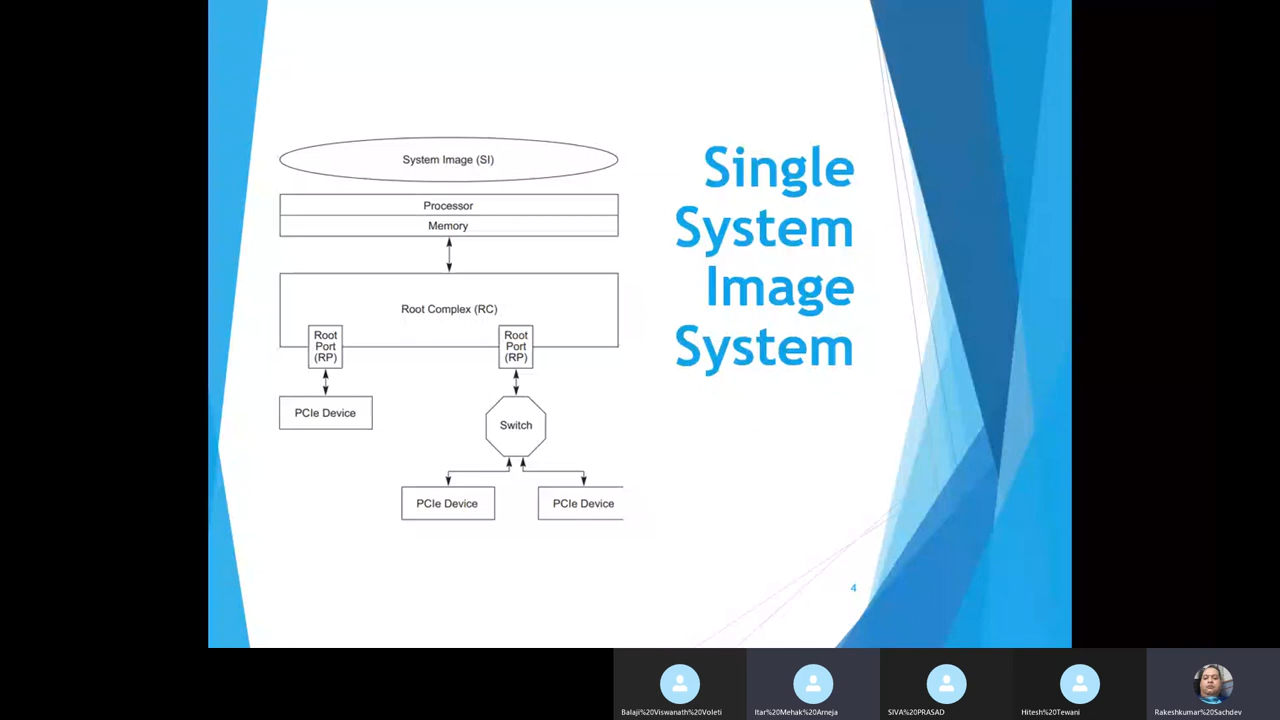 System Image (SI)
Processor
Memory
Root Complex (RC)
Root
Port
(RP)
Root
Port
(RP)
PCIe Device
Switch
PCIe Device
PCIe Device
Single
System
Image
System
4
Balaji%20Viswanath%20Voleti
Itar%20Mehak%20Arneja
SIVA%20PRASAD
Hitesh%20Tewani
Rakeshkumar%20Sachdev